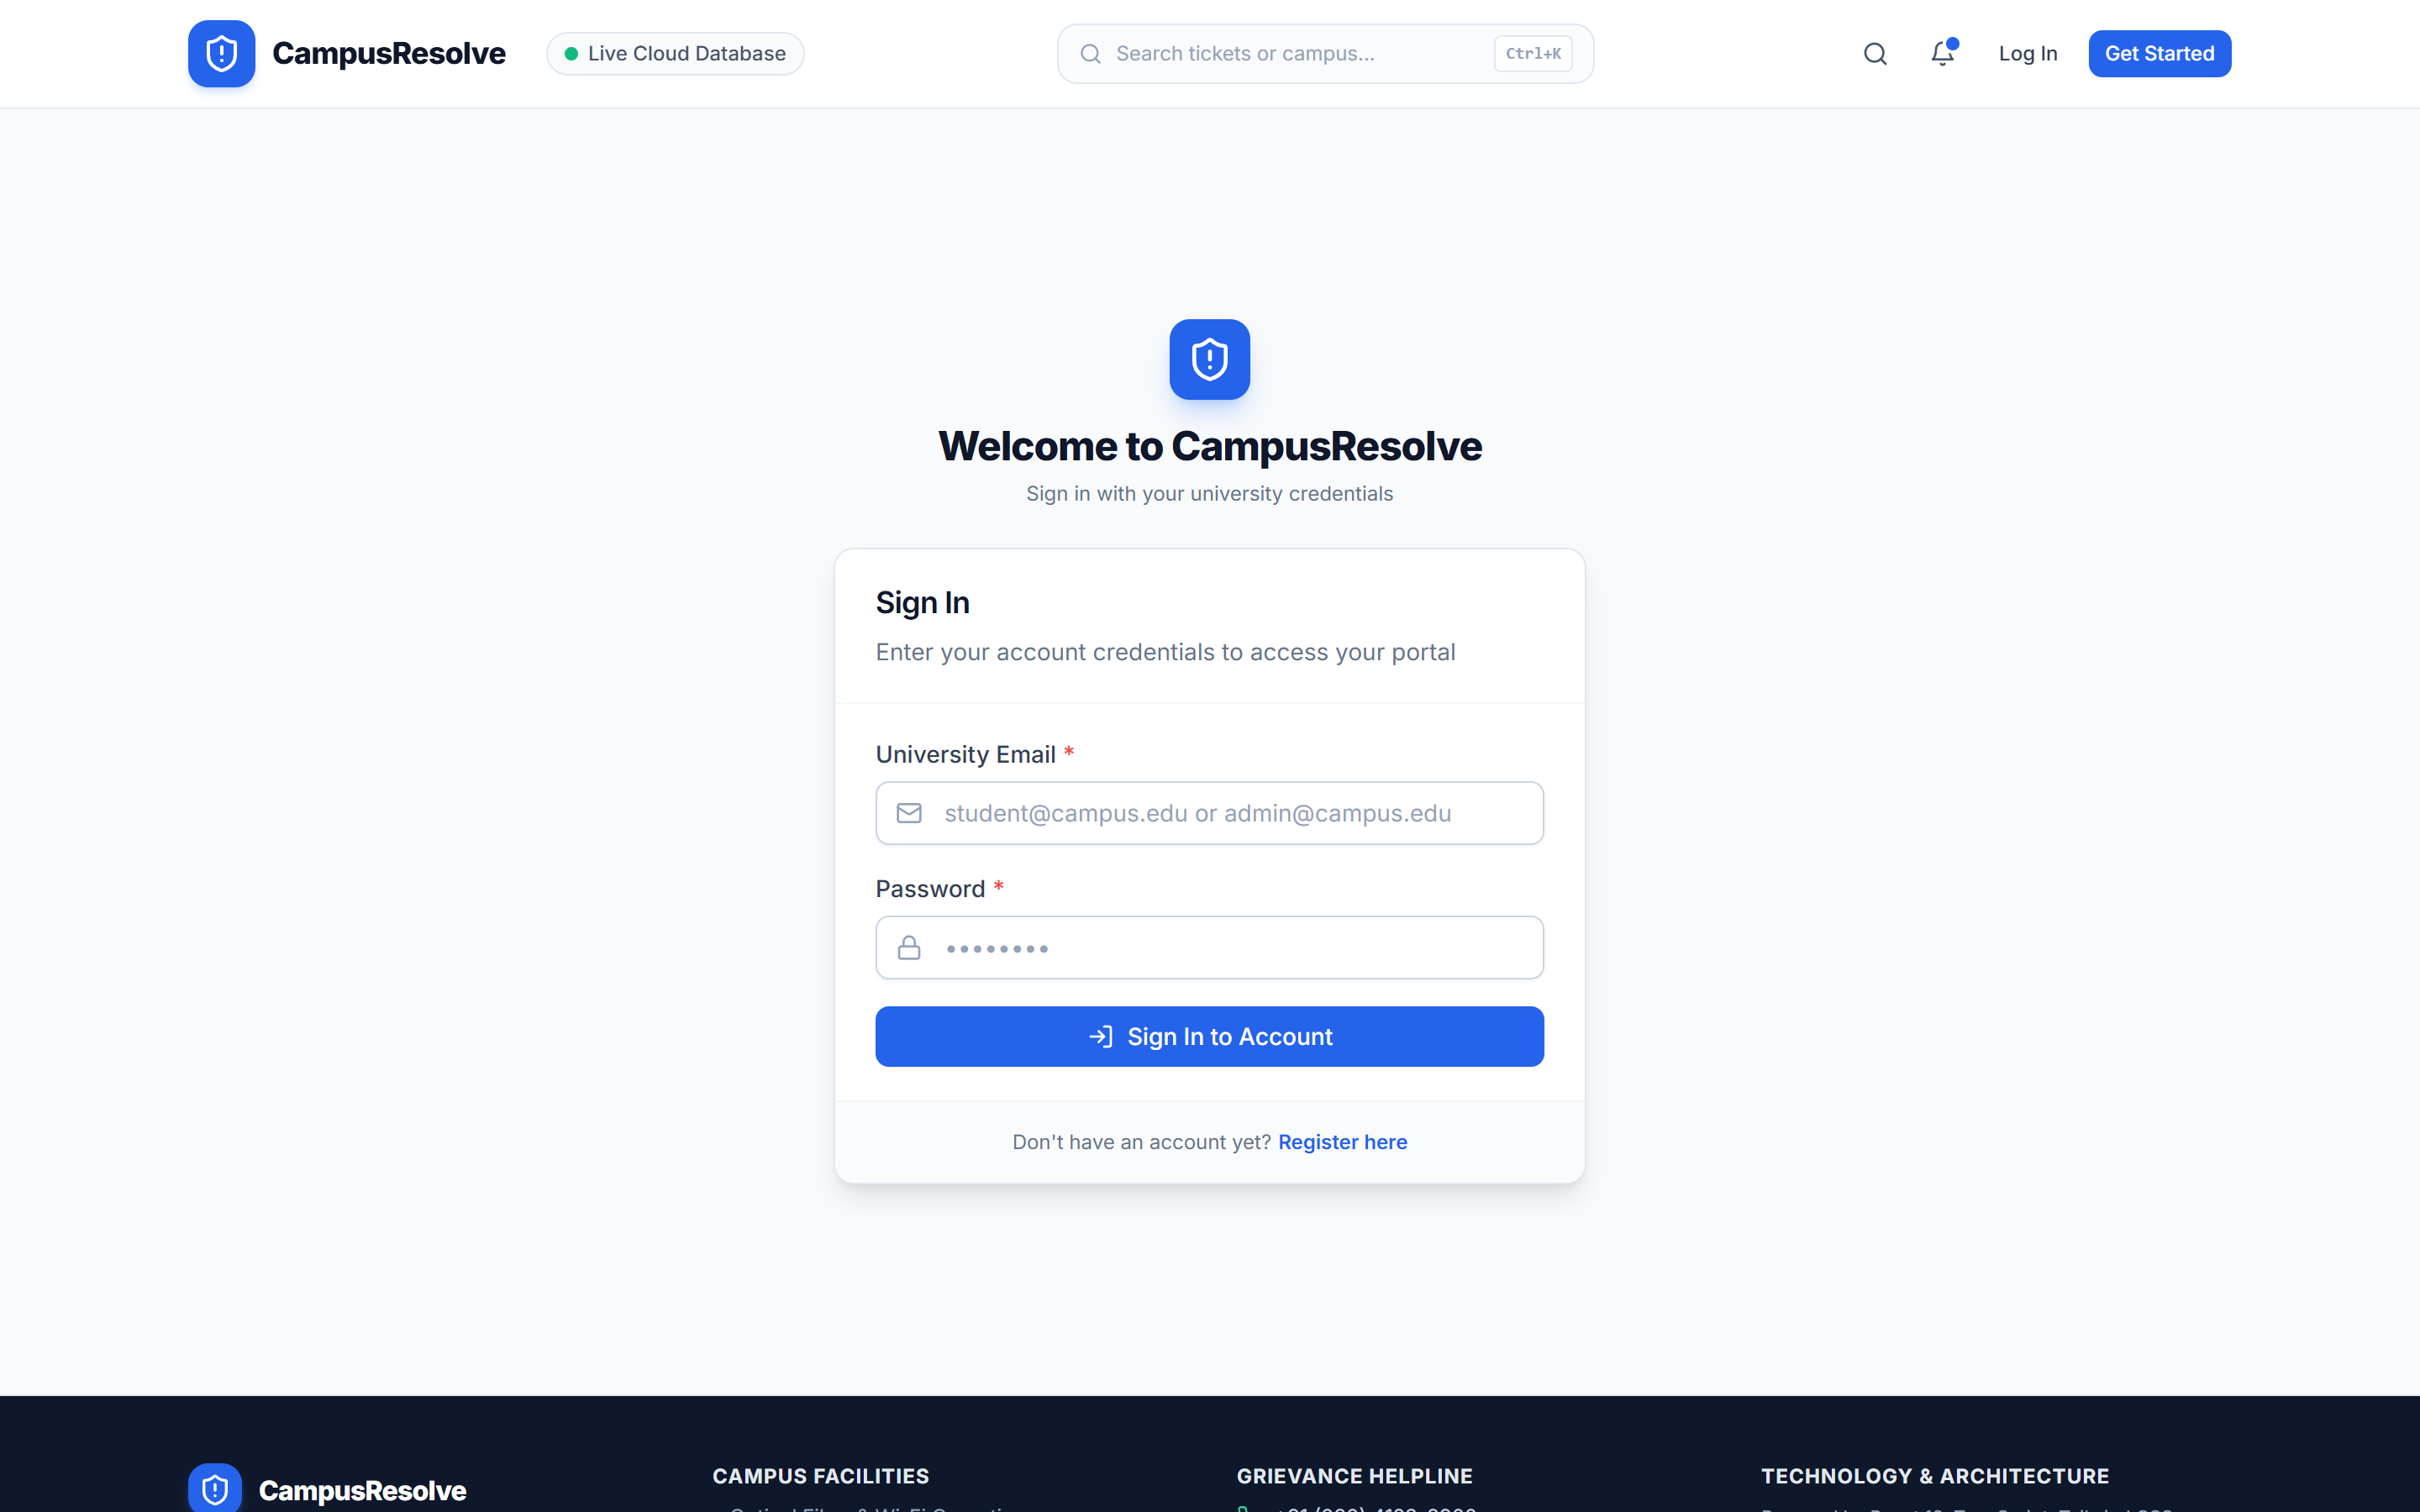 CampusResolve
Live Cloud Database
Search tickets or campus...
Ctrl+K
Log In
Get Started
Welcome to CampusResolve
Sign in with your university credentials
Sign In
Enter your account credentials to access your portal
University Email *
student@campus.edu or admin@campus.edu
Password *
••••••••
Sign In to Account
Don't have an account yet? Register here
CampusResolve
CAMPUS FACILITIES
GRIEVANCE HELPLINE
TECHNOLOGY & ARCHITECTURE